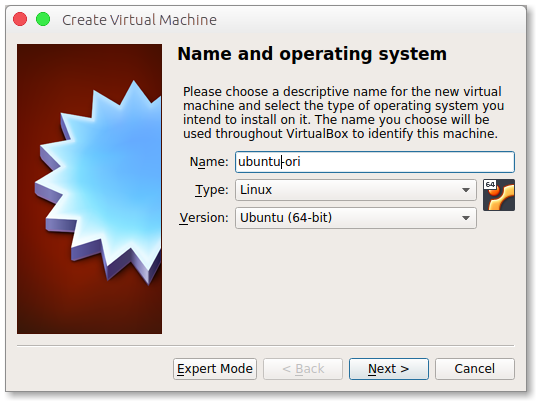 Create Virtual Machine
Name and operating system
Please choose a descriptive name for the new virtual
machine and select the type of operating system you
intend to install on it. The name you choose will be
used throughout VirtualBox to identify this machine.
Name: ubuntu-ori
Type: Linux
64
Version: Ubuntu (64-bit)
Expert Mode < Back Next > Cancel